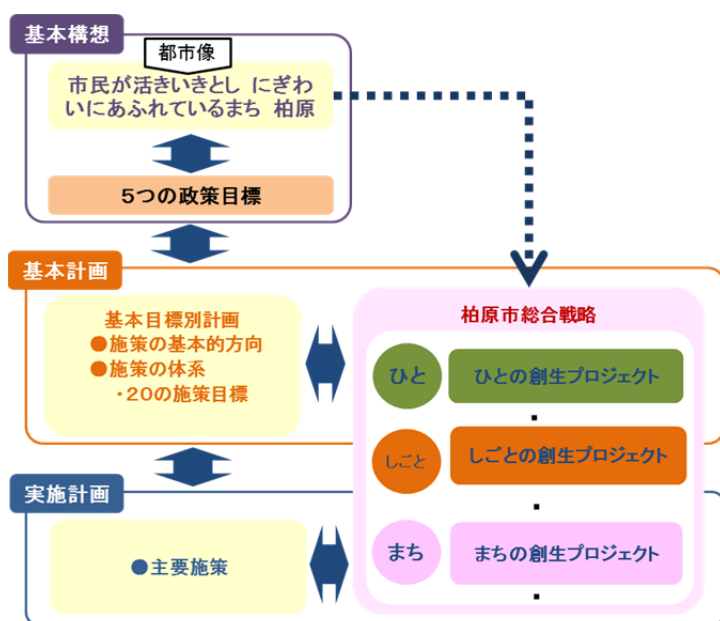 基本構想
都市像
市民が活きいきとし にぎわ
いにあふれているまち 柏原
5つの政策目標
基本計画
基本目標別計画
●施策の基本的方向
●施策の体系
・20の施策目標
柏原市総合戦略
ひと
ひとの創生プロジェクト
しごと
しごとの創生プロジェクト
まち
まちの創生プロジェクト
実施計画
●主要施策